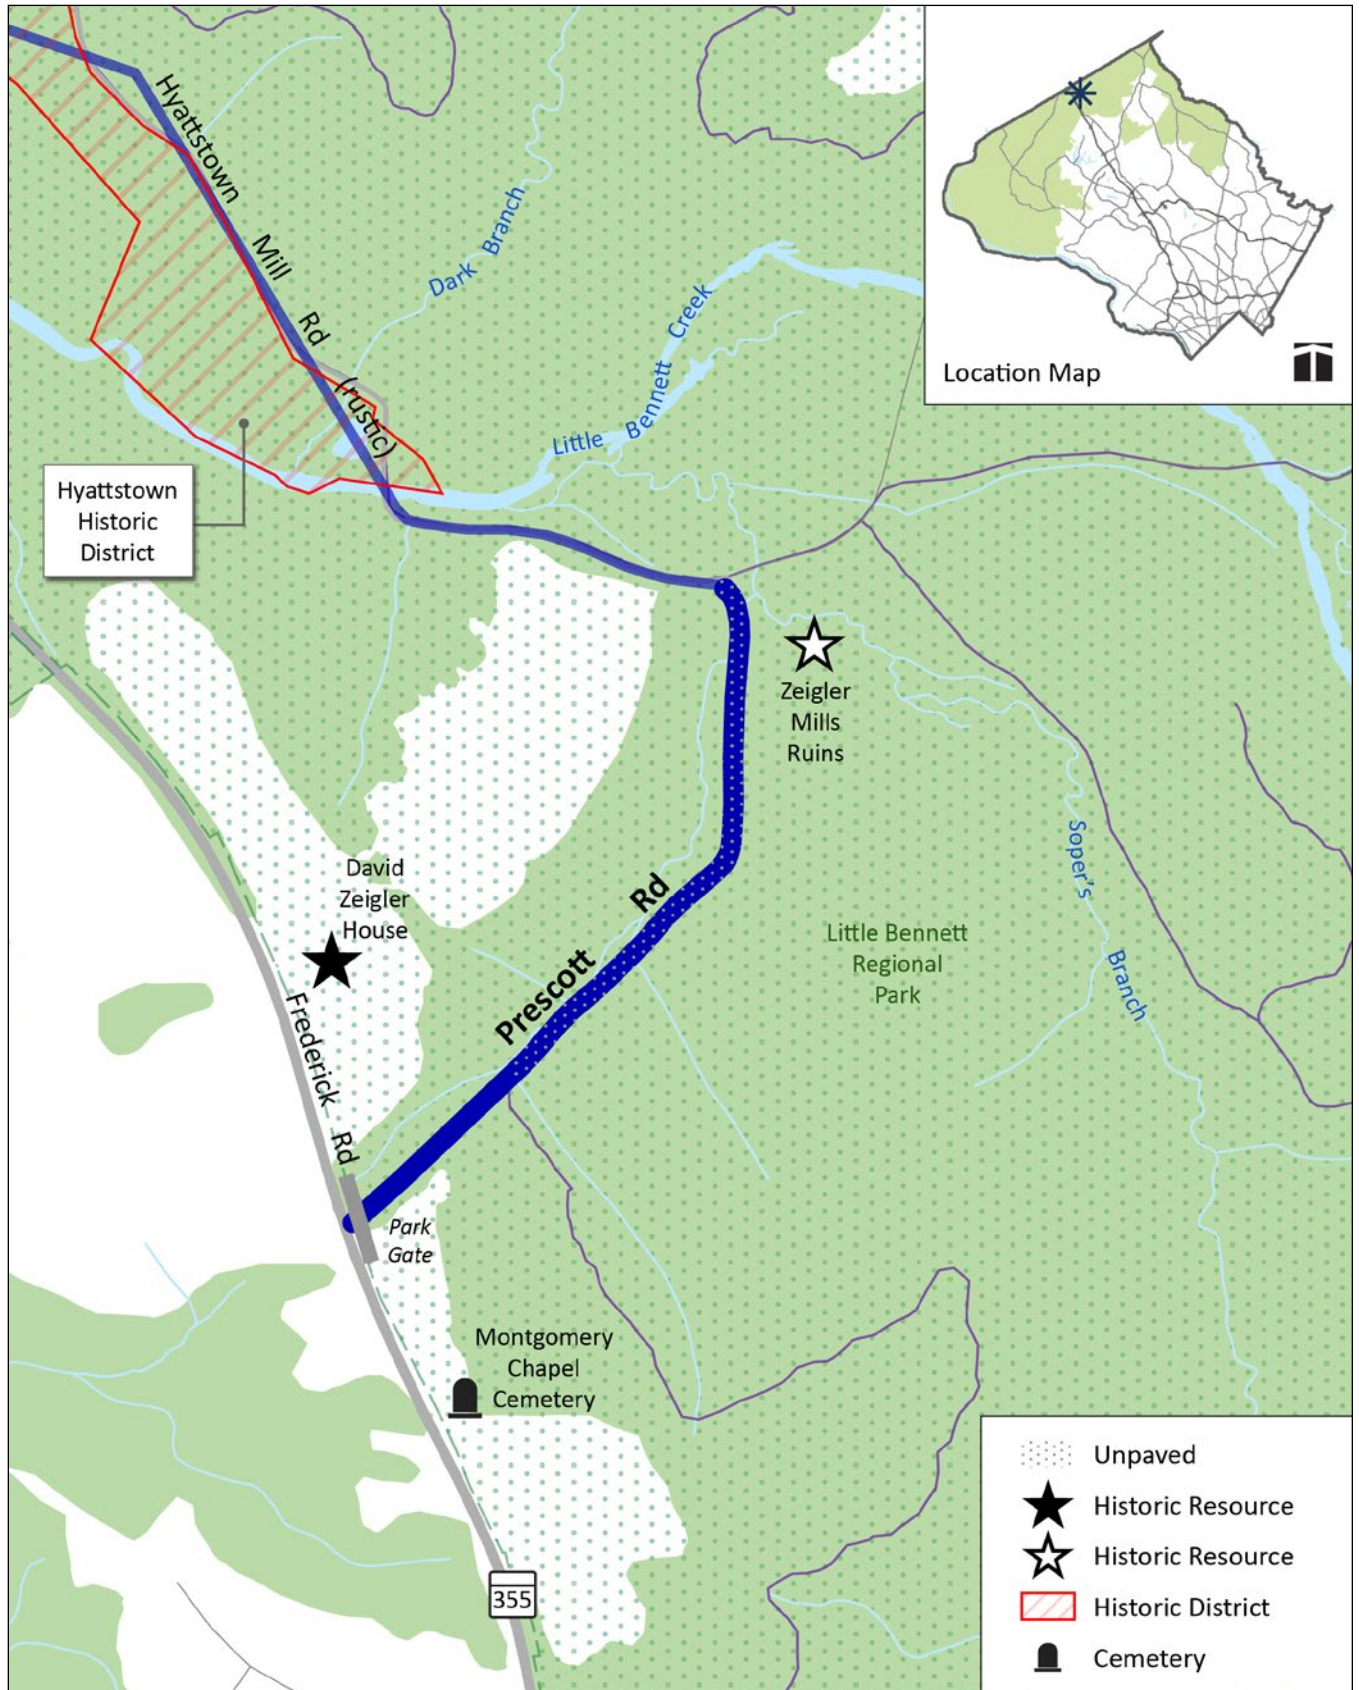 Location Map
Hyattstown
Mill
Rd
(rustic)
Dark Branch
Little Bennett Creek
Hyattstown
Historic
District
Zeigler
Mills
Ruins
David
Zeigler
House
Prescott Rd
Little Bennett
Regional
Park
Soper's
Branch
Frederick Rd
Park
Gate
Montgomery
Chapel
Cemetery
355
Unpaved
Historic Resource
Historic Resource
Historic District
Cemetery